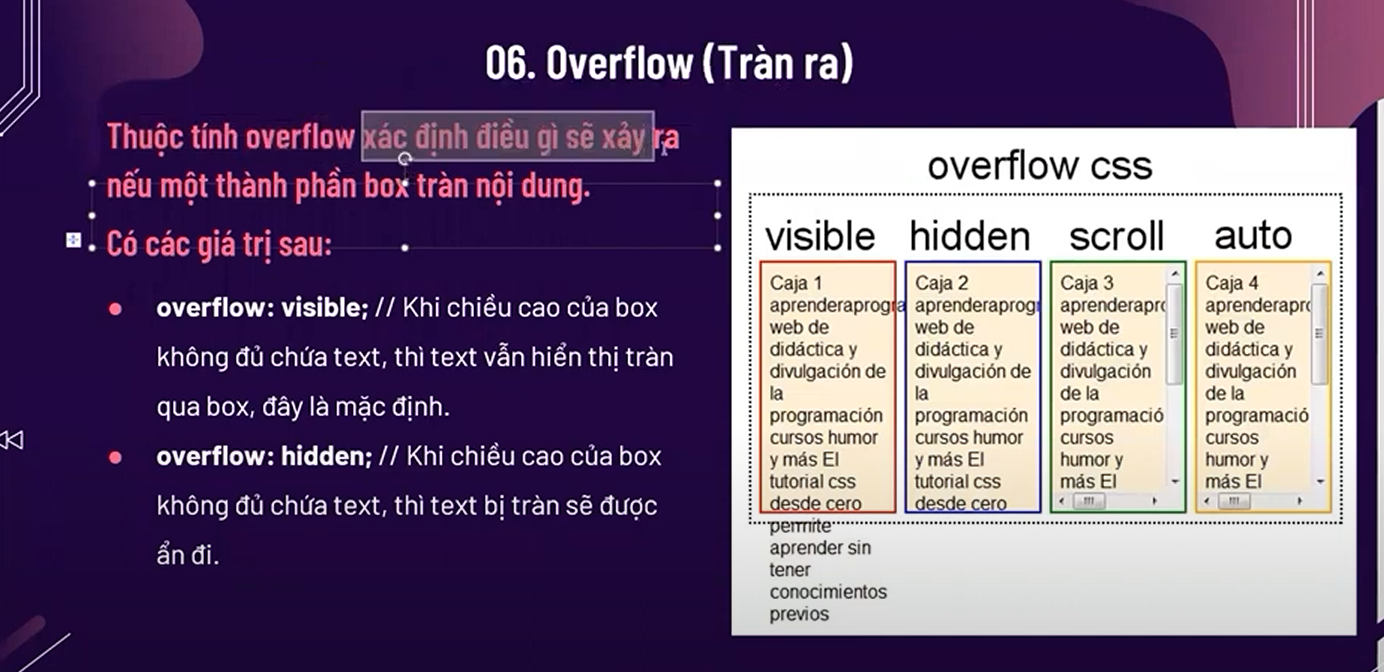 06. Overflow (Tràn ra)
Thuộc tính overflow xác định điều gì sẽ xảy ra
nếu một thành phần box tràn nội dung.
Có các giá trị sau:
overflow: visible; // Khi chiều cao của box
không đủ chứa text, thì text vẫn hiển thị tràn
qua box, đây là mặc định.
overflow: hidden; // Khi chiều cao của box
không đủ chứa text, thì text bị tràn sẽ được
ẩn đi.
overflow css
visible
Caja 1
aprenderaprogra
web de
didáctica y
divulgación de
la
programación
cursos humor
y más El
tutorial css
desde cero
permite
aprender sin
tener
conocimientos
previos
hidden
Caja 2
aprenderaprogr
web de
didáctica y
divulgación de
la
programación
cursos humor
y más El
tutorial css
desde cero
scroll
Caja 3
aprenderapro
web de
didáctica y
divulgación
de la
programació
cursos
humor y
más El
auto
Caja 4
aprenderapro
web de
didáctica y
divulgación
de la
programació
cursos
humor y
más El